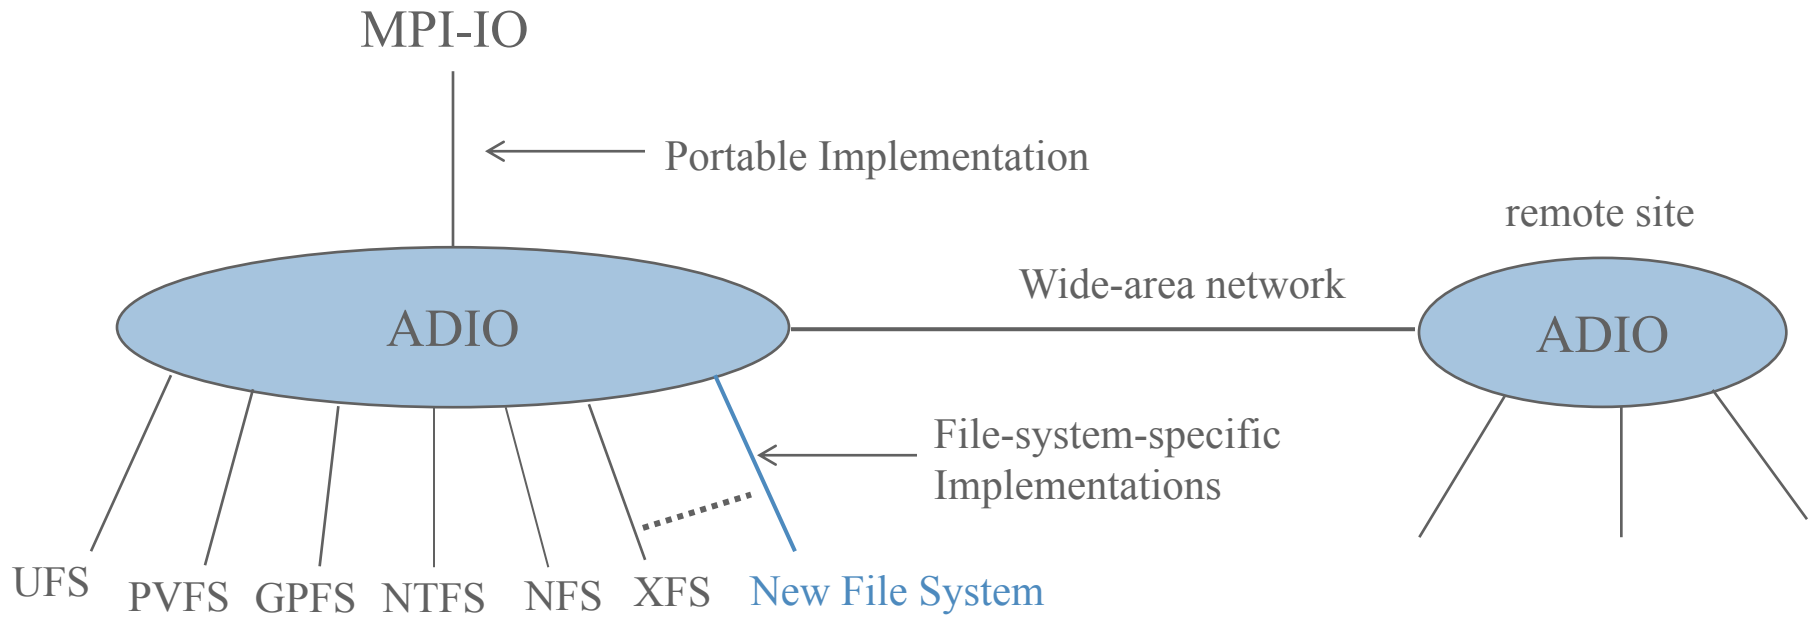 MPI-IO
Portable Implementation
remote site
Wide-area network
ADIO
ADIO
File-system-specific
Implementations
UFS
PVFS
GPFS
NTFS
NFS
XFS
New File System